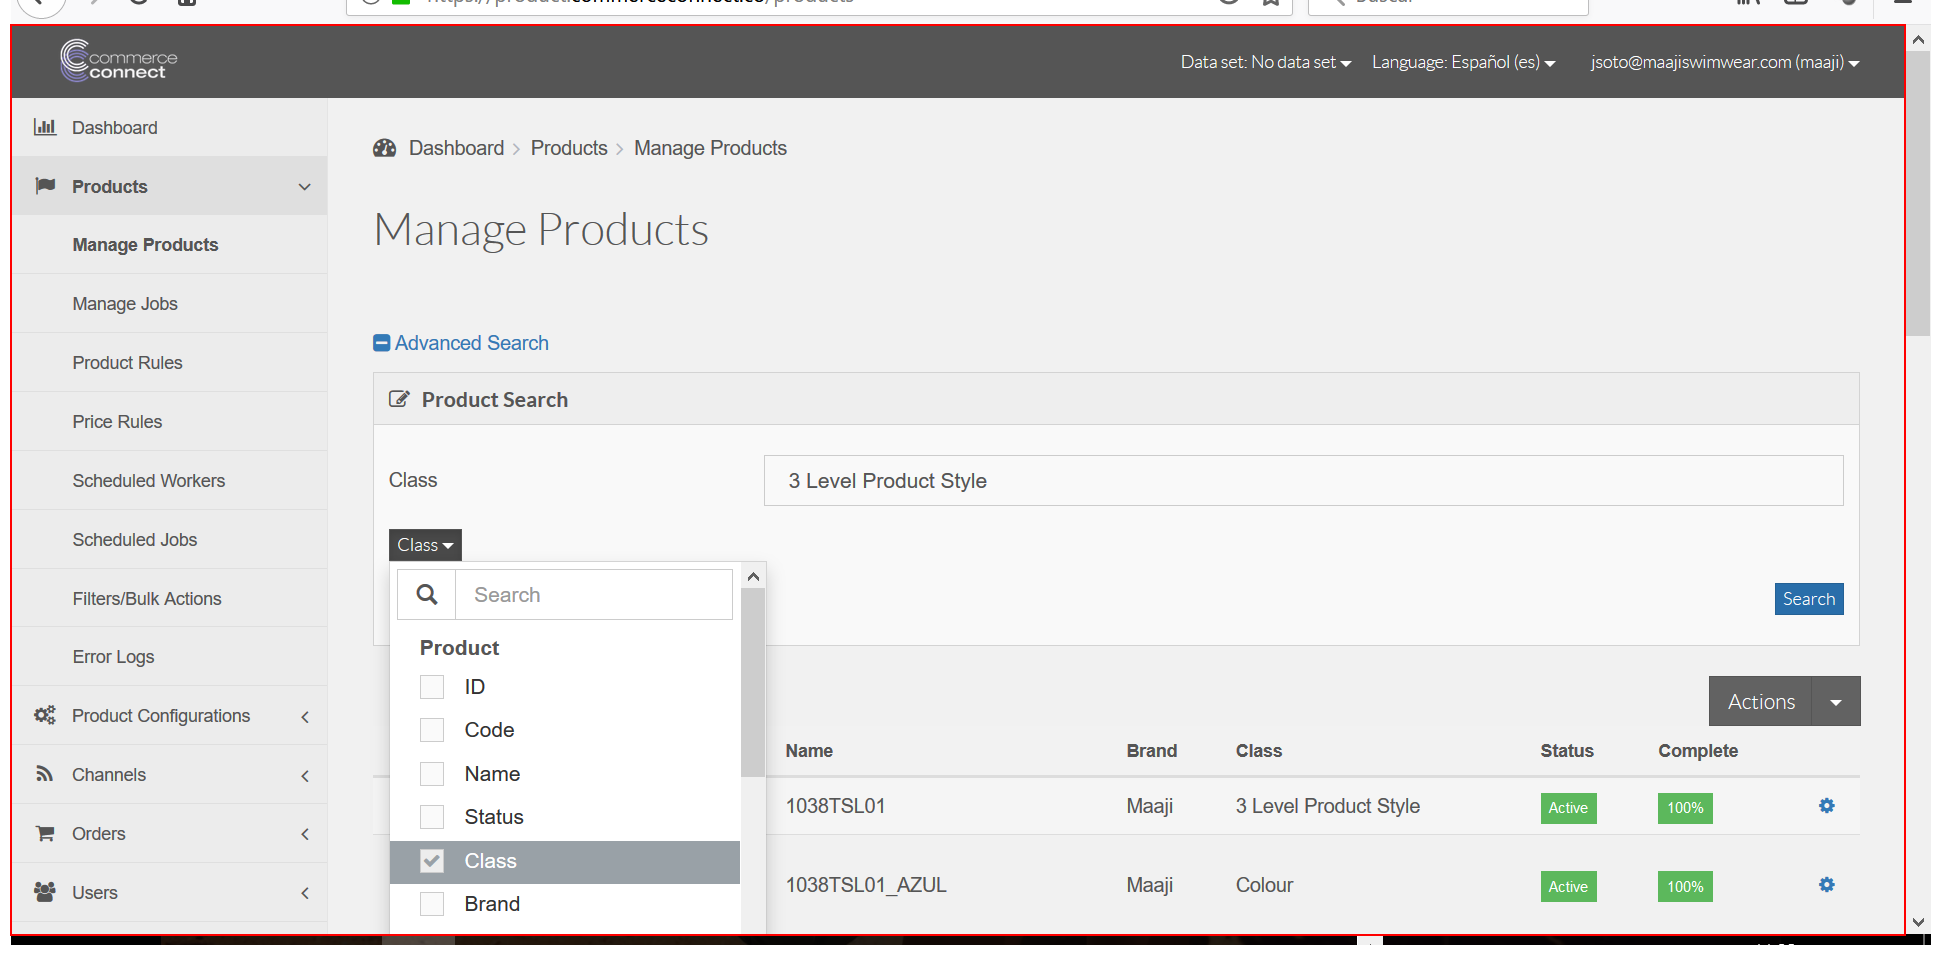 commerce
connect
Data set: No data set
Language: Español (es)
jsoto@maajiswimwear.com (maaji)
Dashboard
Products
Manage Products
Manage Jobs
Product Rules
Price Rules
Scheduled Workers
Scheduled Jobs
Filters/Bulk Actions
Error Logs
Product Configurations
Channels
Orders
Users
Dashboard > Products > Manage Products
Manage Products
Advanced Search
Product Search
Class
3 Level Product Style
Class
Search
Product
ID
Code
Name
Status
Class
Brand
Search
Actions
Name Brand Class Status Complete
1038TSL01 Maaji 3 Level Product Style Active 100%
1038TSL01_AZUL Maaji Colour Active 100%